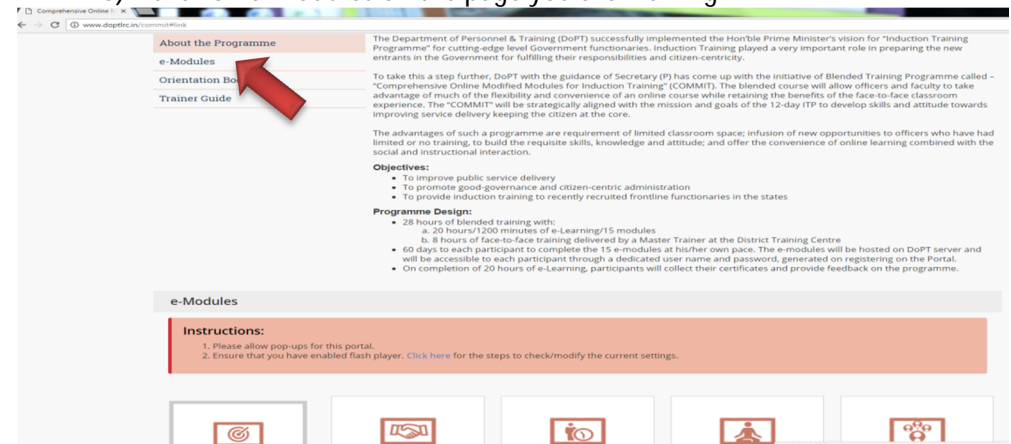 Comprehensive Online
www.doptlrc.in/commit#link
About the Programme
e-Modules
Orientation Bo
Trainer Guide
The Department of Personnel & Training (DoPT) successfully implemented the Hon'ble Prime Minister's vision for "Induction Training
Programme" for cutting-edge level Government functionaries. Induction Training played a very important role in preparing the new
entrants in the Government for fulfilling their responsibilities and citizen-centricity.
To take this a step further, DoPT with the guidance of Secretary (P) has come up with the initiative of Blended Training Programme called –
"Comprehensive Online Modified Modules for Induction Training" (COMMIT). The blended course will allow officers and faculty to take
advantage of much of the flexibility and convenience of an online course while retaining the benefits of the face-to-face classroom
experience. The "COMMIT" will be strategically aligned with the mission and goals of the 12-day ITP to develop skills and attitude towards
improving service delivery keeping the citizen at the core.
The advantages of such a programme are requirement of limited classroom space; infusion of new opportunities to officers who have had
limited or no training, to build the requisite skills, knowledge and attitude; and offer the convenience of online learning combined with the
social and instructional interaction.
Objectives:
• To improve public service delivery
• To promote good-governance and citizen-centric administration
• To provide induction training to recently recruited frontline functionaries in the states
Programme Design:
• 28 hours of blended training with:
a. 20 hours/1200 minutes of e-Learning/15 modules
b. 8 hours of face-to-face training delivered by a Master Trainer at the District Training Centre
• 60 days to each participant to complete the 15 e-modules at his/her own pace. The e-modules will be hosted on DoPT server and
will be accessible to each participant through a dedicated user name and password, generated on registering on the Portal.
• On completion of 20 hours of e-Learning, participants will collect their certificates and provide feedback on the programme.
e-Modules
Instructions:
1. Please allow pop-ups for this portal.
2. Ensure that you have enabled flash player. Click here for the steps to check/modify the current settings.